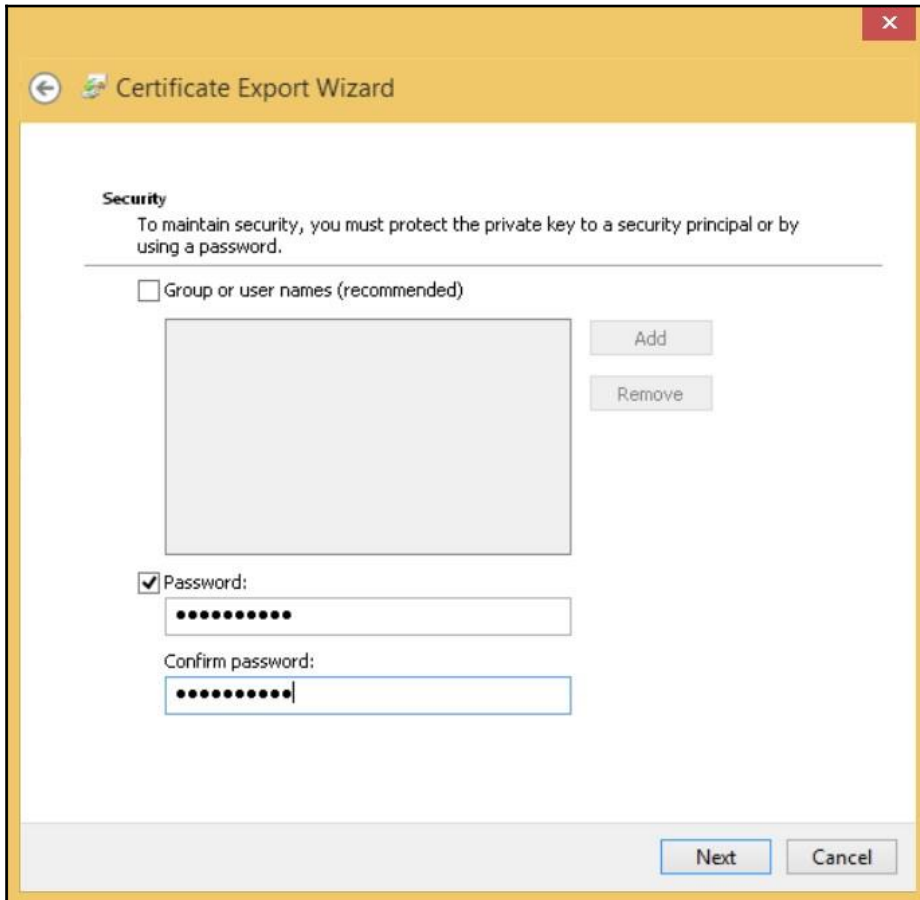 Certificate Export Wizard
Security
To maintain security, you must protect the private key to a security principal or by
using a password.
Group or user names (recommended)
Add
Remove
Password:
●●●●●●●●●●
Confirm password:
●●●●●●●●●●
Next
Cancel